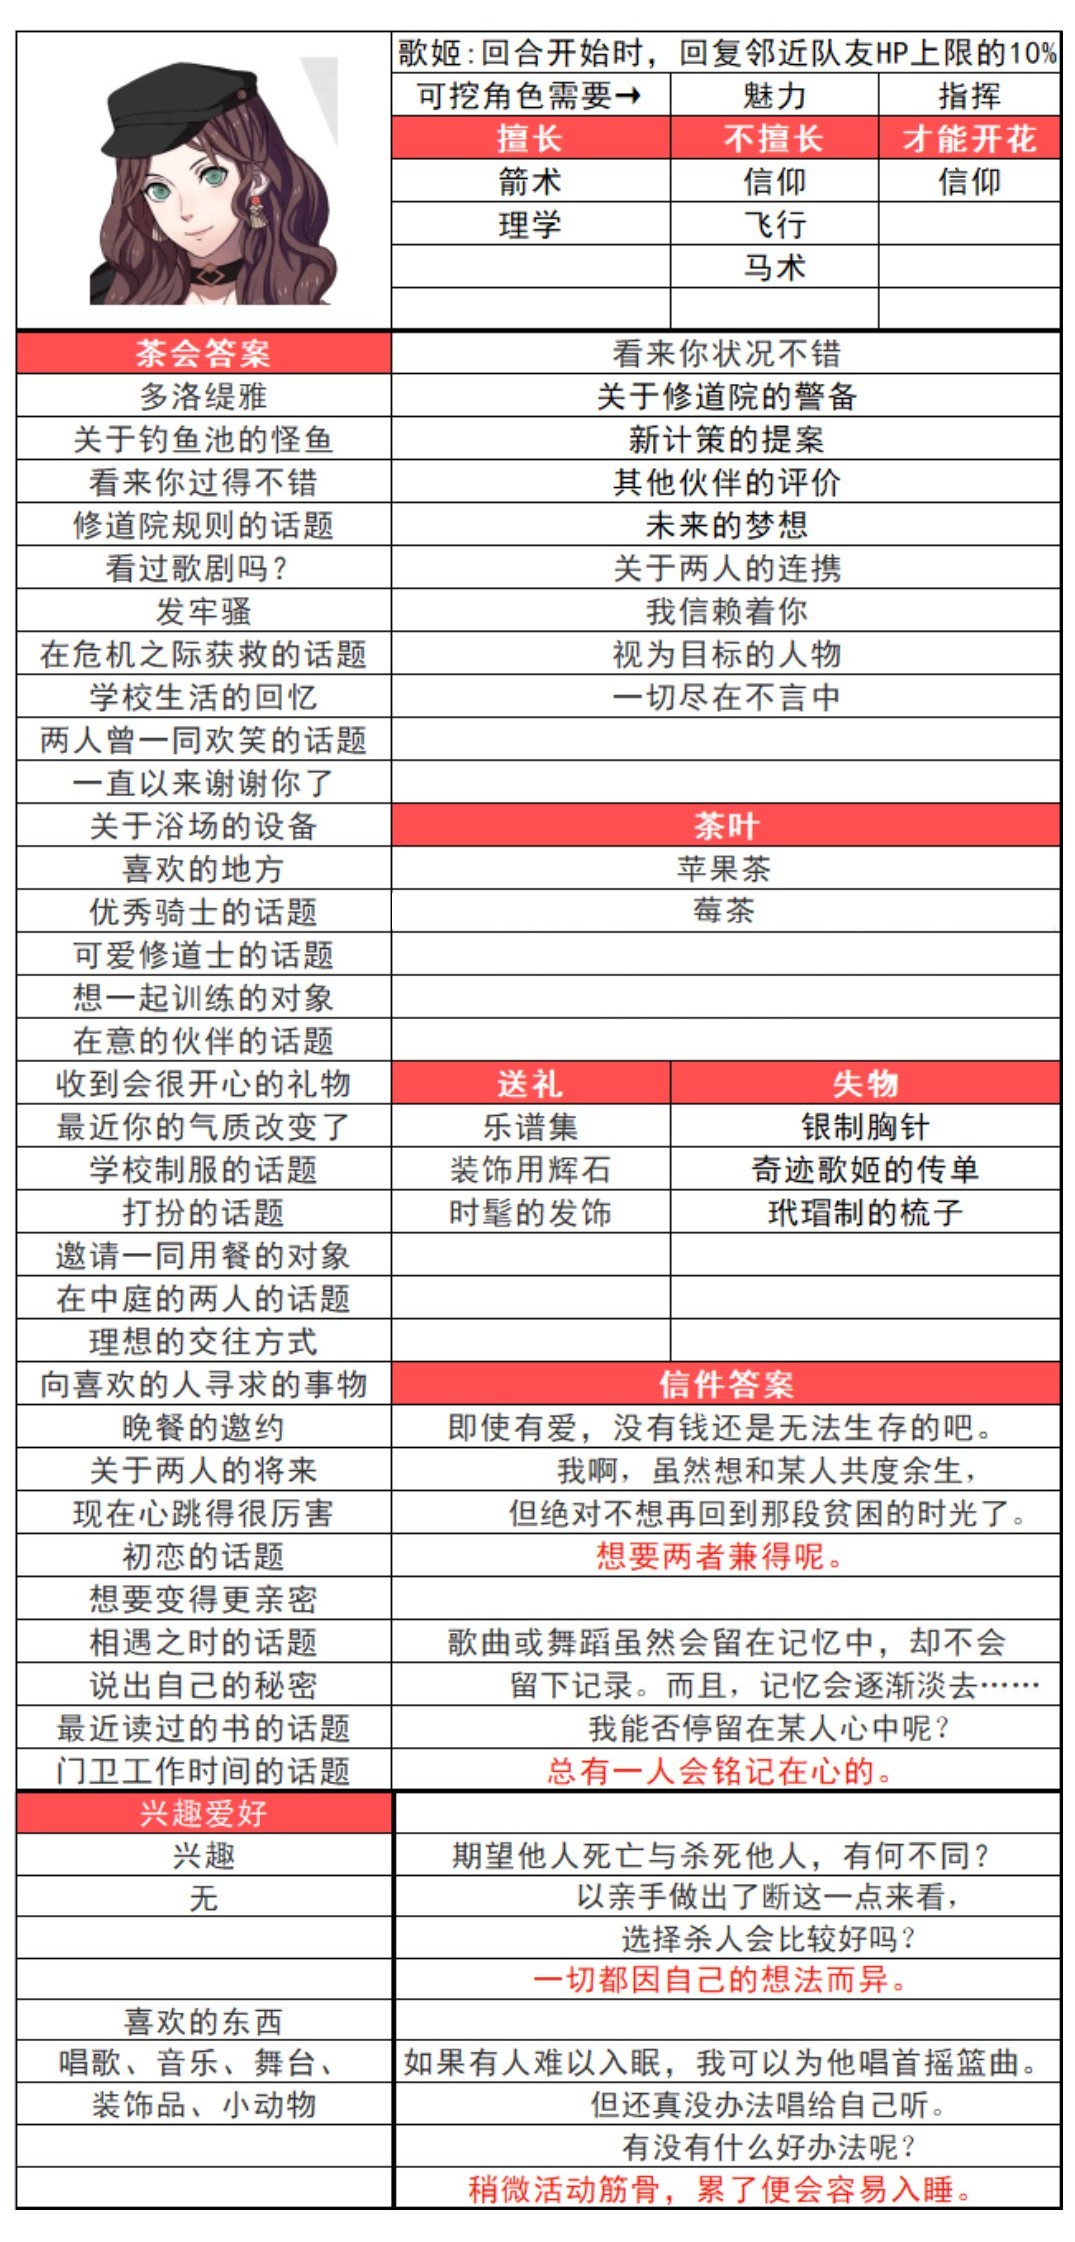 歌姬:回合开始时，回复邻近队友HP上限的10%
可挖角色需要→ 魅力 指挥
擅长 不擅长 才能开花
箭术 信仰 信仰
理学 飞行
马术
茶会答案 看来你状况不错
多洛缇雅 关于修道院的警备
关于钓鱼池的怪鱼 新计策的提案
看来你过得不错 其他伙伴的评价
修道院规则的话题 未来的梦想
看过歌剧吗? 关于两人的连携
发牢骚 我信赖着你
在危机之际获救的话题 视为目标的人物
学校生活的回忆 一切尽在不言中
两人曾一同欢笑的话题
一直以来谢谢你了
关于浴场的设备 茶叶
喜欢的地方 苹果茶
优秀骑士的话题 莓茶
可爱修道士的话题
想一起训练的对象
在意的伙伴的话题
收到会很开心的礼物 送礼 失物
最近你的气质改变了 乐谱集 银制胸针
学校制服的话题 装饰用辉石 奇迹歌姬的传单
打扮的话题 时髦的发饰 玳瑁制的梳子
邀请一同用餐的对象
在中庭的两人的话题
理想的交往方式
向喜欢的人寻求的事物 信件答案
晚餐的邀约 即使有爱，没有钱还是无法生存的吧。
关于两人的将来 我啊，虽然想和某人共度余生，
现在心跳得很厉害 但绝对不想再回到那段贫困的时光了。
初恋的话题 想要两者兼得呢。
想要变得更亲密
相遇之时的话题 歌曲或舞蹈虽然会留在记忆中，却不会
说出自己的秘密 留下记录。而且，记忆会逐渐淡去……
最近读过的书的话题 我能否停留在某人心中呢?
门卫工作时间的话题 总有一人会铭记在心的。
兴趣爱好
兴趣 期望他人死亡与杀死他人，有何不同?
无 以亲手做出了断这一点来看，
选择杀人会比较好吗?
一切都因自己的想法而异。
喜欢的东西
唱歌、音乐、舞台、 如果有人难以入眠，我可以为他唱首摇篮曲。
装饰品、小动物 但还真没办法唱给自己听。
有没有什么好办法呢?
稍微活动筋骨，累了便会容易入睡。